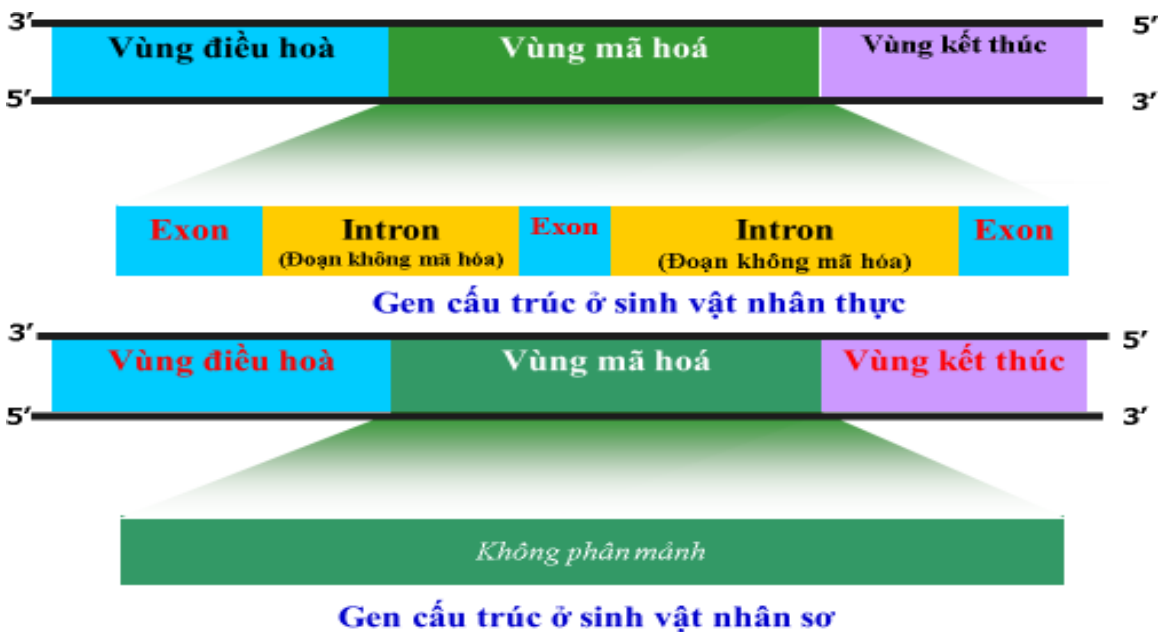 3′ 5′
Vùng điều hoà Vùng mã hoá Vùng kết thúc
5′ 3′
Exon Intron Exon Intron Exon
(Đoạn không mã hóa) (Đoạn không mã hóa)
Gen cấu trúc ở sinh vật nhân thực
3′ 5′
Vùng điều hoà Vùng mã hoá Vùng kết thúc
5′ 3′
Không phân mảnh
Gen cấu trúc ở sinh vật nhân sơ